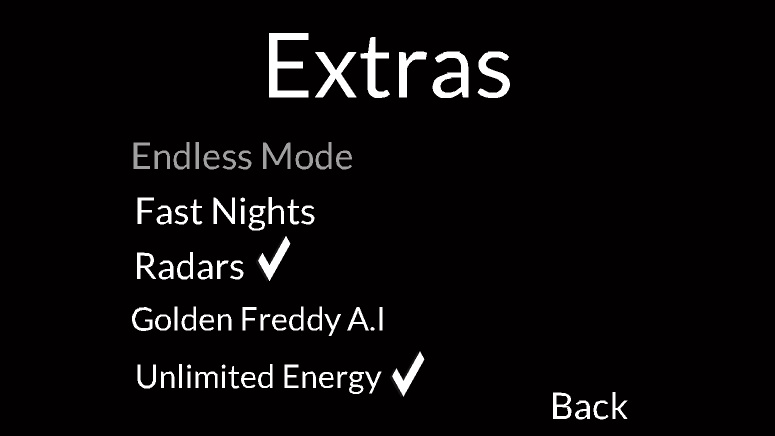 Extras
Endless Mode
Fast Nights
Radars
Golden Freddy A.I
Unlimited Energy
Back